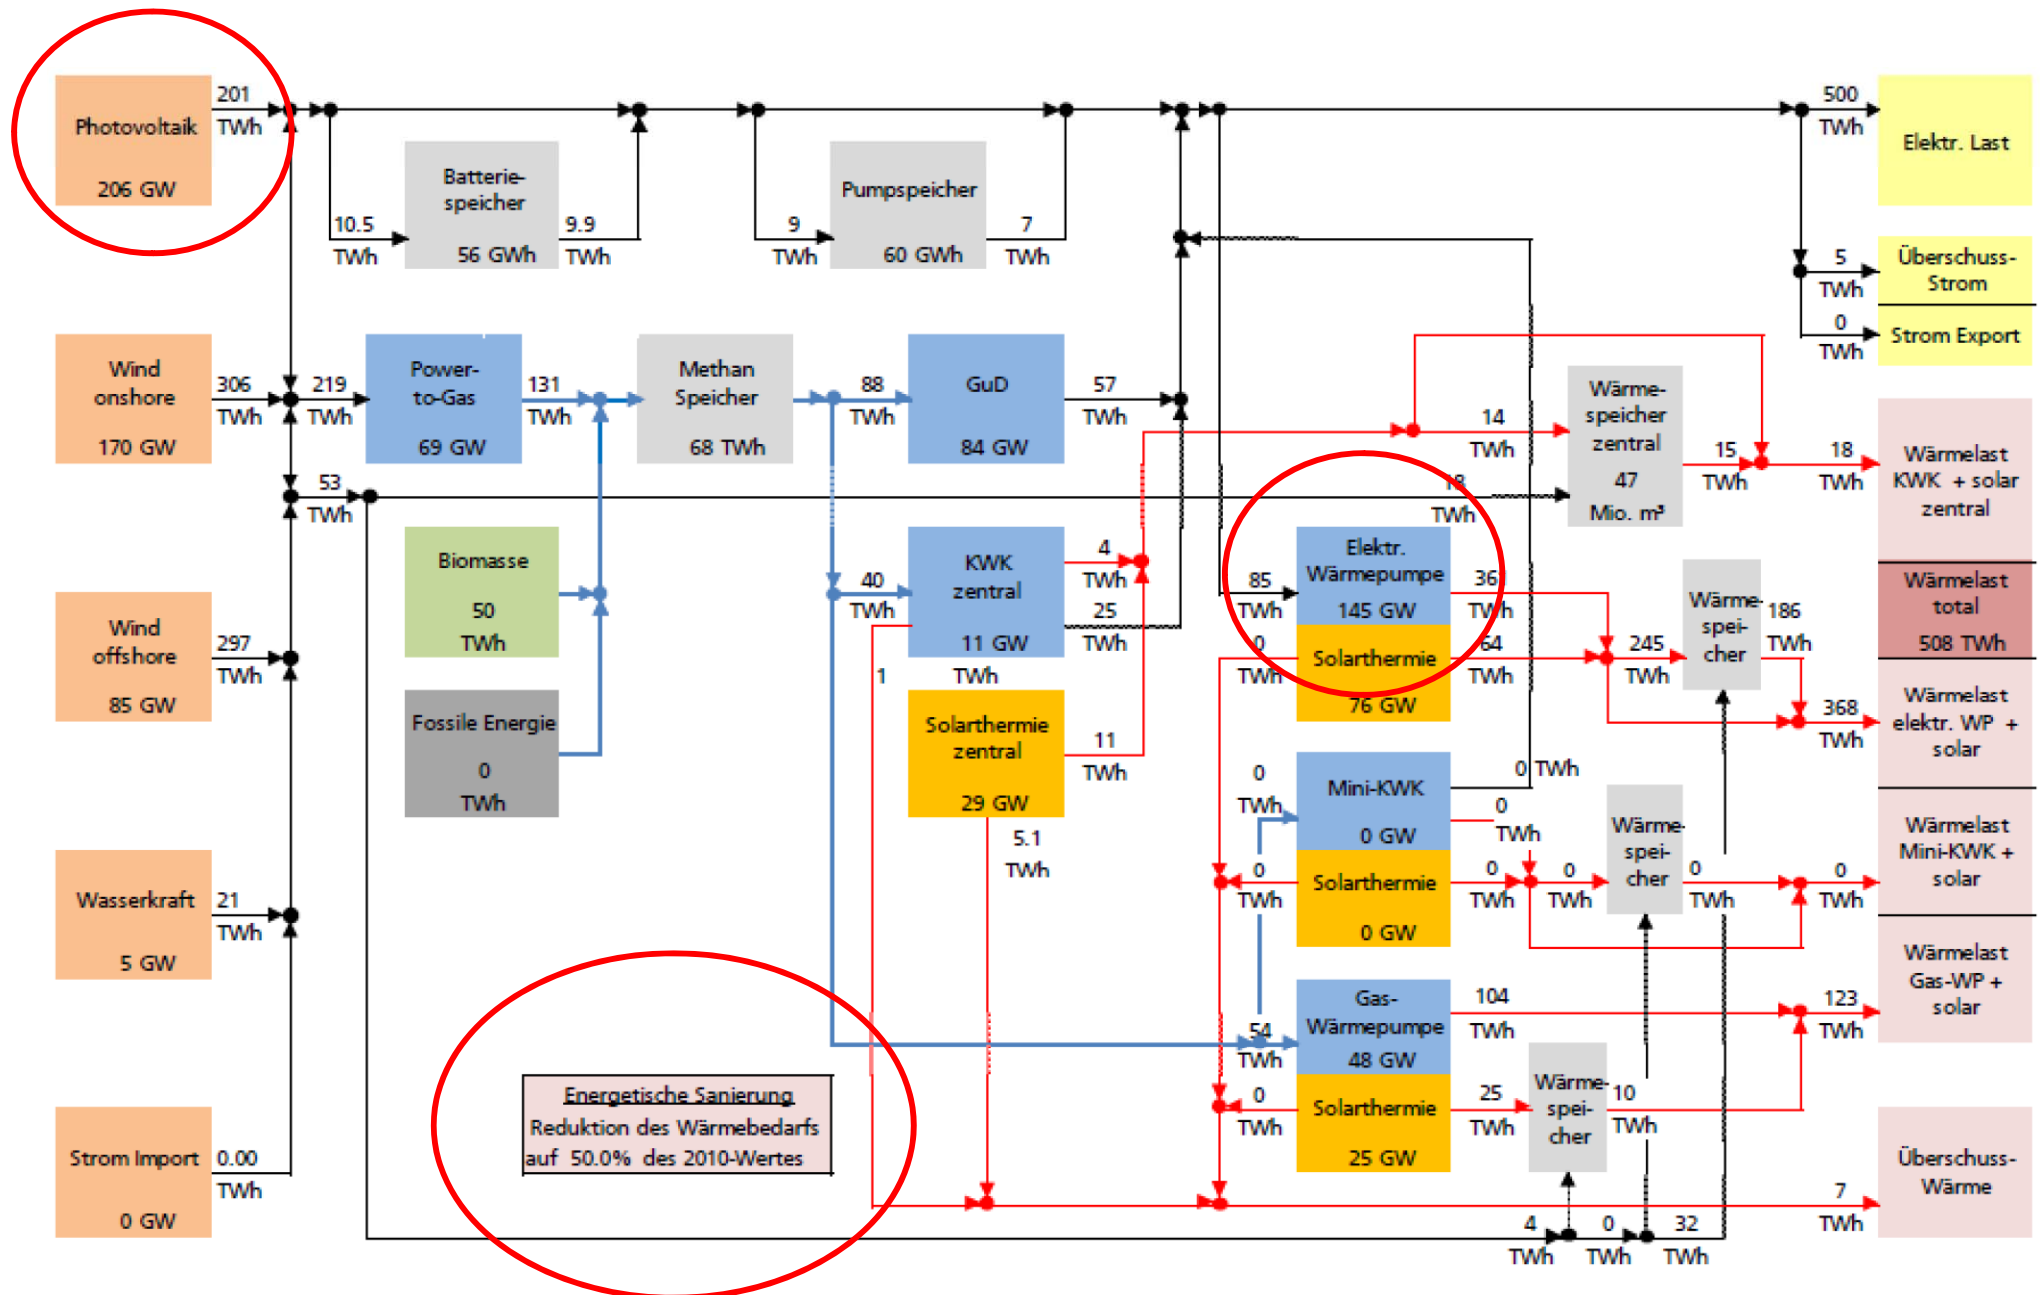 Photovoltaik
206 GW
201
TWh
10.5
TWh
Batterie-
speicher
56 GWh
9.9
TWh
9
TWh
Pumpspeicher
60 GWh
7
TWh
500
TWh
Elektr. Last
5
TWh
Überschuss-
Strom
0
TWh
Strom Export
Wind
onshore
170 GW
306
TWh
219
TWh
Power-
to-Gas
69 GW
131
TWh
Methan
Speicher
68 TWh
88
TWh
GuD
84 GW
57
TWh
14
TWh
Wärme-
speicher
zentral
47
Mio. m³
15
TWh
18
TWh
Wärmelast
KWK + solar
zentral
53
TWh
18
TWh
Biomasse
50
TWh
40
TWh
KWK
zentral
11 GW
4
TWh
25
TWh
TWh
1
85
TWh
Elektr.
Wärmepumpe
145 GW
36
TWh
0
TWh
Solarthermie
76 GW
64
TWh
245
TWh
Wärme-
spei-
cher
186
TWh
Wärmelast
total
508 TWh
368
TWh
Wärmelast
elektr. WP +
solar
Wind
offshore
85 GW
297
TWh
Fossile Energie
0
TWh
Solarthermie
zentral
29 GW
11
TWh
5.1
TWh
0
TWh
Mini-KWK
0 GW
0 TWh
0
TWh
0
TWh
Solarthermie
0 GW
0
TWh
0
TWh
Wärme-
spei-
cher
0
TWh
0
TWh
Wärmelast
Mini-KWK +
solar
Wasserkraft
5 GW
21
TWh
54
TWh
Gas-
Wärmepumpe
48 GW
104
TWh
123
TWh
Wärmelast
Gas-WP +
solar
0
TWh
Solarthermie
25 GW
25
TWh
Wärme-
spei-
cher
10
TWh
Energetische Sanierung
Reduktion des Wärmebedarfs
auf 50.0% des 2010-Wertes
Strom Import
0 GW
0.00
TWh
7
TWh
Überschuss-
Wärme
4
TWh
0
TWh
32
TWh